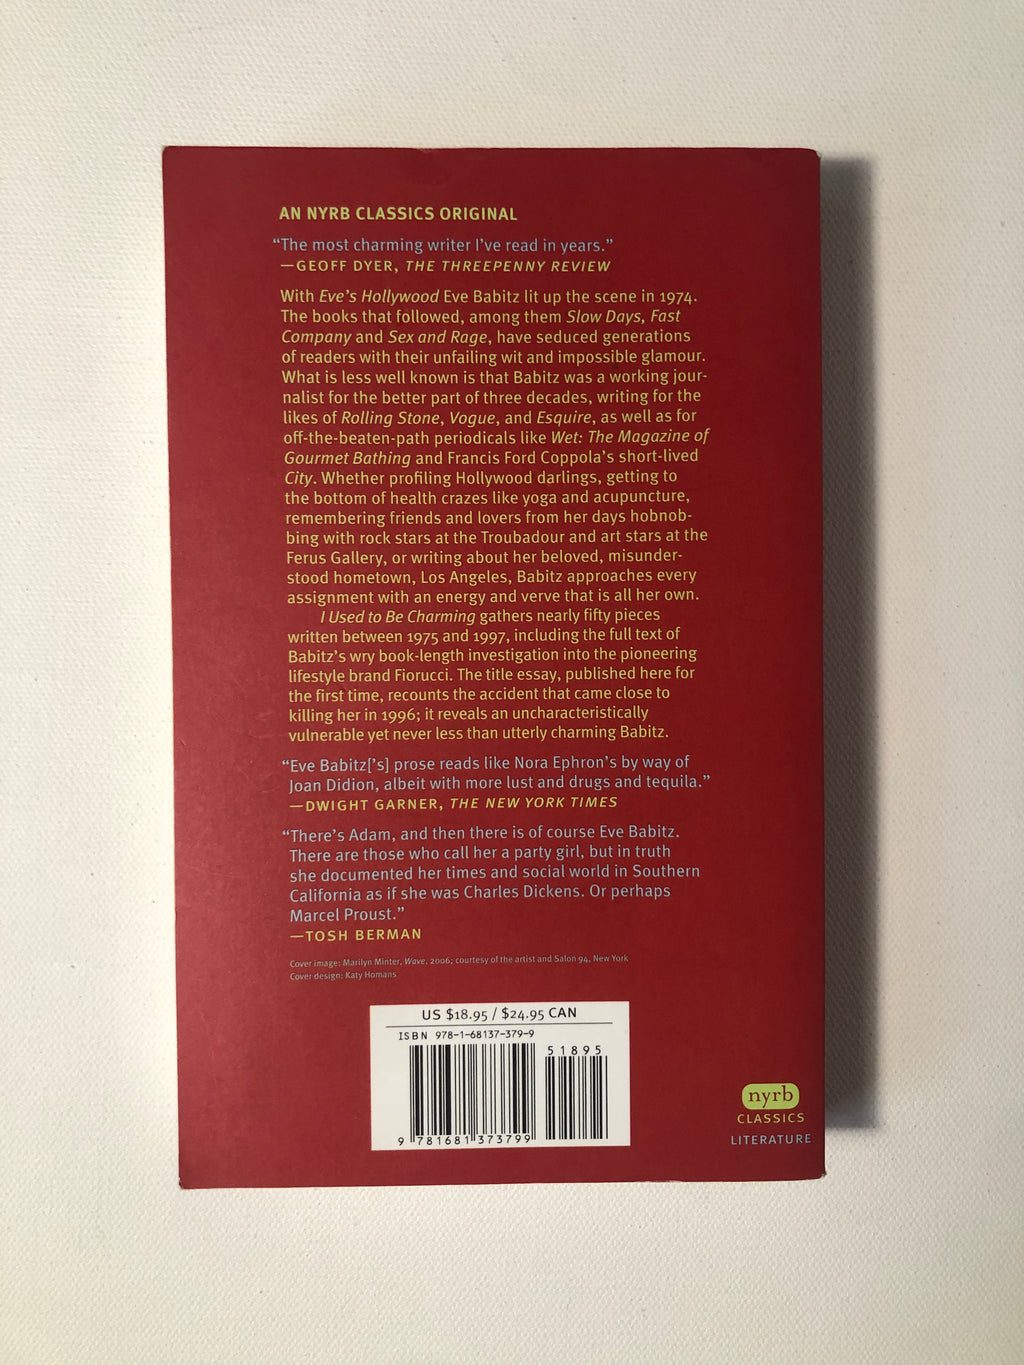 AN NYRB CLASSICS ORIGINAL
“The most charming writer I’ve read in years.”
—GEOFF DYER, THE THREEPENNY REVIEW
With Eve’s Hollywood Eve Babitz lit up the scene in 1974.
The books that followed, among them Slow Days, Fast
Company and Sex and Rage, have seduced generations
of readers with their unfailing wit and impossible glamour.
What is less well known is that Babitz was a working jour-
nalist for the better part of three decades, writing for the
likes of Rolling Stone, Vogue, and Esquire, as well as for
off-the-beaten-path periodicals like Wet: The Magazine of
Gourmet Bathing and Francis Ford Coppola’s short-lived
City. Whether profiling Hollywood darlings, getting to
the bottom of health crazes like yoga and acupuncture,
remembering friends and lovers from her days hobnob-
bing with rock stars at the Troubadour and art stars at the
Ferus Gallery, or writing about her beloved, misunder-
stood hometown, Los Angeles, Babitz approaches every
assignment with an energy and verve that is all her own.
I Used to Be Charming gathers nearly fifty pieces
written between 1975 and 1997, including the full text of
Babitz’s wry book-length investigation into the pioneering
lifestyle brand Fiorucci. The title essay, published here for
the first time, recounts the accident that came close to
killing her in 1996; it reveals an uncharacteristically
vulnerable yet never less than utterly charming Babitz.
“Eve Babitz[’s] prose reads like Nora Ephron’s by way of
Joan Didion, albeit with more lust and drugs and tequila.”
—DWIGHT GARNER, THE NEW YORK TIMES
“There’s Adam, and then there is of course Eve Babitz.
There are those who call her a party girl, but in truth
she documented her times and social world in Southern
California as if she was Charles Dickens. Or perhaps
Marcel Proust.”
—TOSH BERMAN
Cover image: Marilyn Minter, Wave, 2006; courtesy of the artist and Salon 94, New York
Cover design: Katy Homans
US $18.95 / $24.95 CAN
ISBN 978-1-68137-379-9
51895
9 781681 373799
nyrb
CLASSICS
LITERATURE